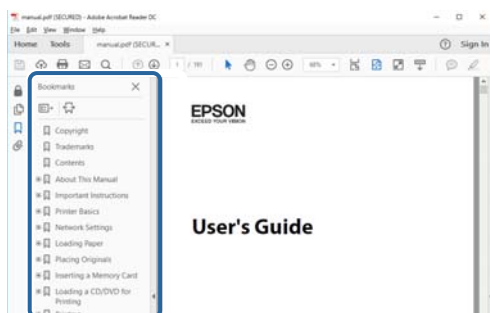 manual.pdf (SECURED) - Adobe Acrobat Reader DC
File Edit View Window Help
Home Tools manual.pdf (SECUR... × Sign In
1 / 191
Bookmarks
Copyright
Trademarks
Contents
About This Manual
Important Instructions
Printer Basics
Network Settings
Loading Paper
Placing Originals
Inserting a Memory Card
Loading a CD/DVD for
Printing
EPSON
EXCEED YOUR VISION
User's Guide